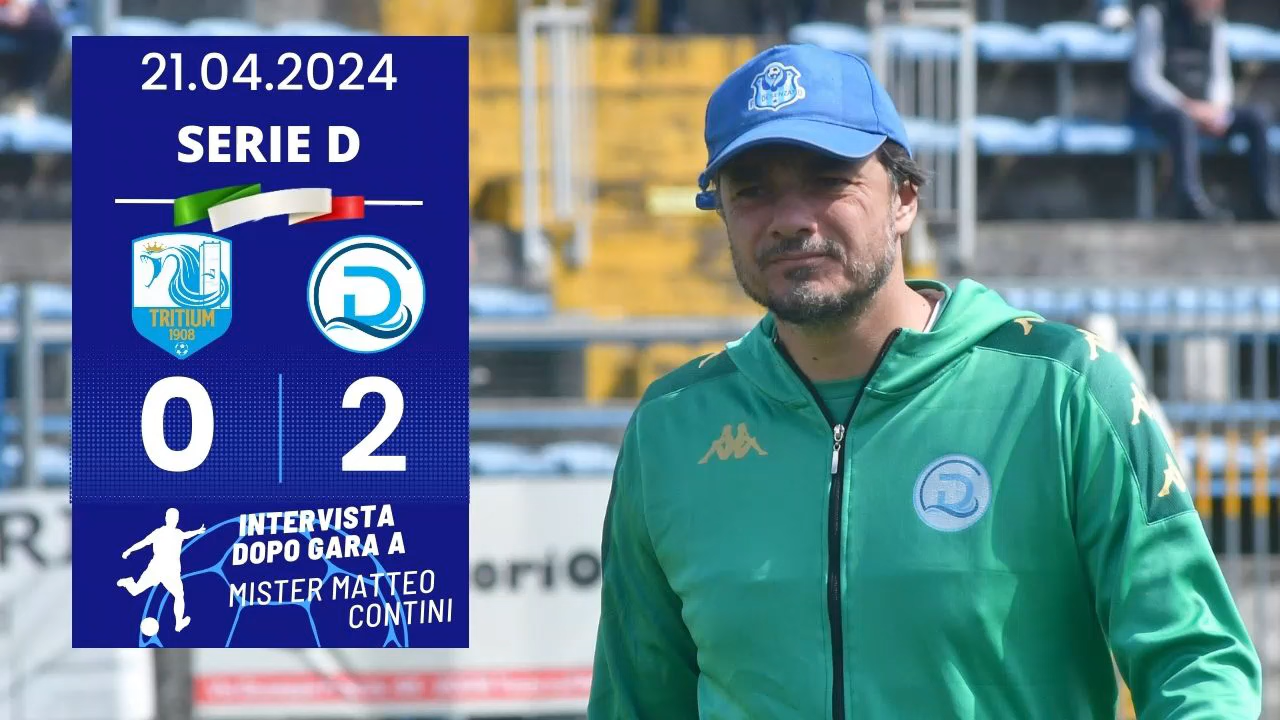 21.04.2024
SERIE D
TRITIUM
1908
D
0 2
INTERVISTA
DOPO GARA A
MISTER MATTEO
CONTINI
D